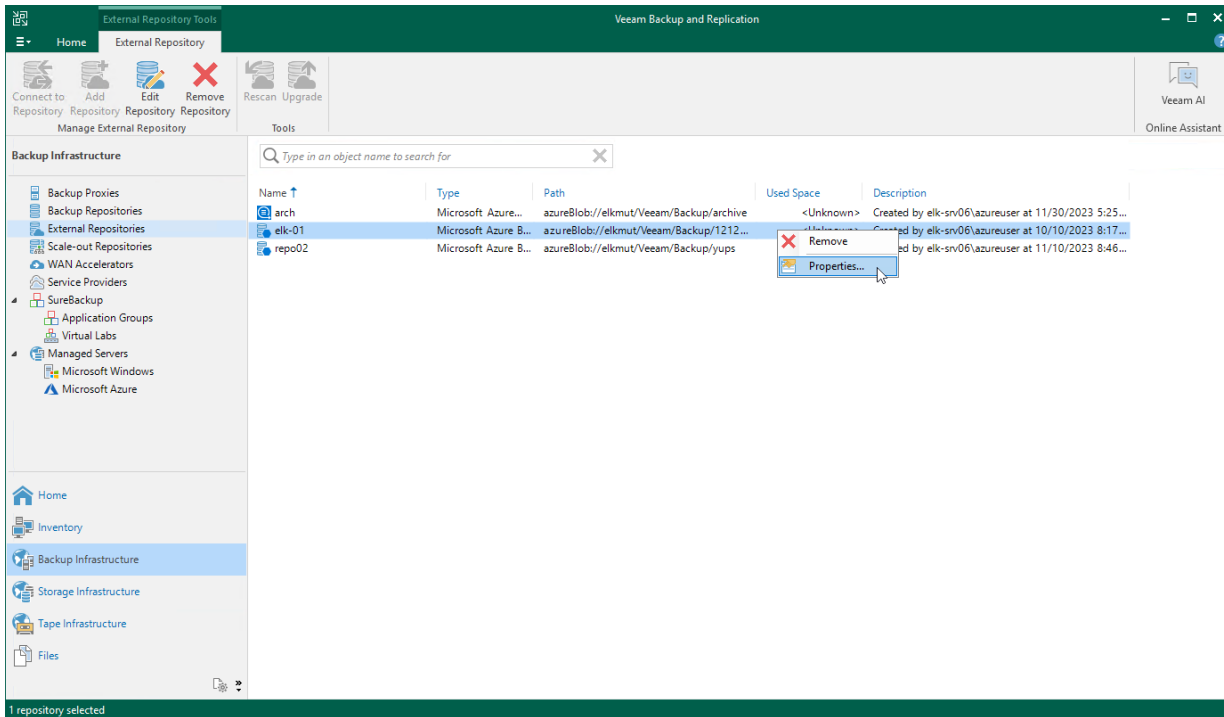 External Repository Tools
Veeam Backup and Replication
Home
External Repository
Connect to Repository
Add Repository
Edit Repository
Remove Repository
Rescan
Upgrade
Manage External Repository
Tools
Veeam AI
Online Assistant
Backup Infrastructure
Type in an object name to search for
Backup Proxies
Backup Repositories
External Repositories
Scale-out Repositories
WAN Accelerators
Service Providers
SureBackup
Application Groups
Virtual Labs
Managed Servers
Microsoft Windows
Microsoft Azure
Name Type Path Used Space Description
arch Microsoft Azure... azureBlob://elkmut/Veeam/Backup/archive <Unknown> Created by elk-srv06\azureuser at 11/30/2023 5:25...
elk-01 Microsoft Azure B... azureBlob://elkmut/Veeam/Backup/1212... <Unknown> Created by elk-srv06\azureuser at 10/10/2023 8:17...
repo02 Microsoft Azure B... azureBlob://elkmut/Veeam/Backup/yups ed by elk-srv06\azureuser at 11/10/2023 8:46...
Remove
Properties...
Home
Inventory
Backup Infrastructure
Storage Infrastructure
Tape Infrastructure
Files
1 repository selected